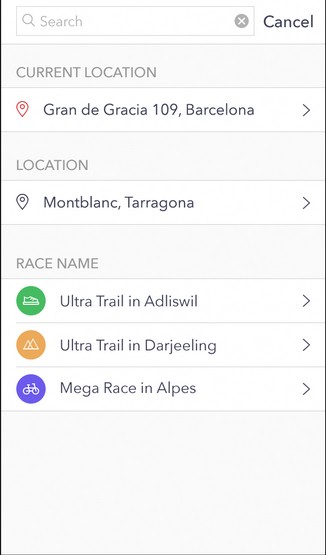 Search
Cancel
CURRENT LOCATION
Gran de Gracia 109, Barcelona
LOCATION
Montblanc, Tarragona
RACE NAME
Ultra Trail in Adliswil
Ultra Trail in Darjeeling
Mega Race in Alpes